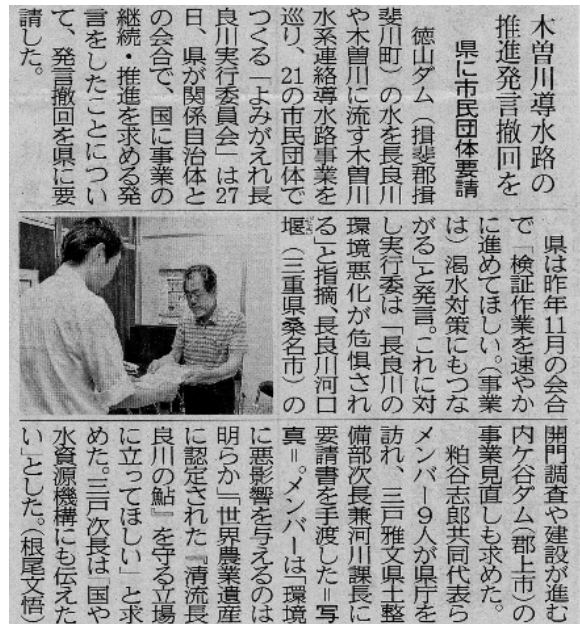 木曽川導水路の
推進発言撤回を
県に市民団体要請
徳山ダム（揖斐郡揖
斐川町）の水を長良川
や木曽川に流す木曽川
水系連絡導水路事業を
巡り、21の市民団体で
つくる「よみがえれ長
良川実行委員会」は27
日、県が関係自治体と
の会合で、国に事業の
継続・推進を求める発
言をしたことについ
て、発言撤回を県に要
請した。
県は昨年11月の会合
で「検証作業を速やか
に進めてほしい。（事業
は）渇水対策にもつな
がる」と発言。これに対
し実行委は「長良川の
環境悪化が危惧され
る」と指摘、長良川河口
堰（三重県桑名市）の
開門調査や建設が進む
内ケ谷ダム（郡上市）の
事業見直しも求めた。
粕谷志郎共同代表ら
メンバー9人が県庁を
訪れ、三戸雅文県土整
備部次長兼河川課長に
要請書を手渡した＝写
真＝。メンバーは「環境
に悪影響を与えるのは
明らか」「世界農業遺産
に認定された『清流長
良川の鮎』を守る立場
に立ってほしい」と求
めた。三戸次長は「国や
水資源機構にも伝えた
い」とした。（根尾文悟）